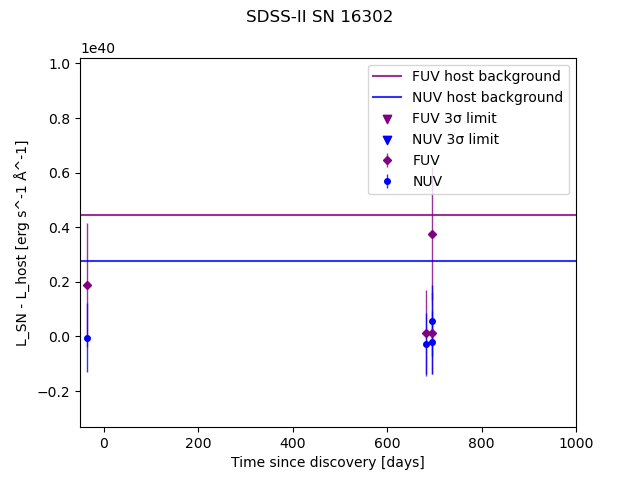 SDSS-II SN 16302
1e40
FUV host background
NUV host background
FUV 3σ limit
NUV 3σ limit
FUV
NUV
L_SN - L_host [erg s^-1 Å^-1]
1.0
0.8
0.6
0.4
0.2
0.0
−0.2
0
200
400
600
800
1000
Time since discovery [days]